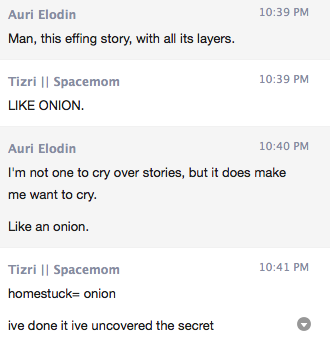 Auri Elodin 10:39 PM
Man, this effing story, with all its layers.
Tizri || Spacemom 10:39 PM
LIKE ONION.
Auri Elodin 10:40 PM
I'm not one to cry over stories, but it does make
me want to cry.
Like an onion.
Tizri || Spacemom 10:41 PM
homestuck= onion
ive done it ive uncovered the secret